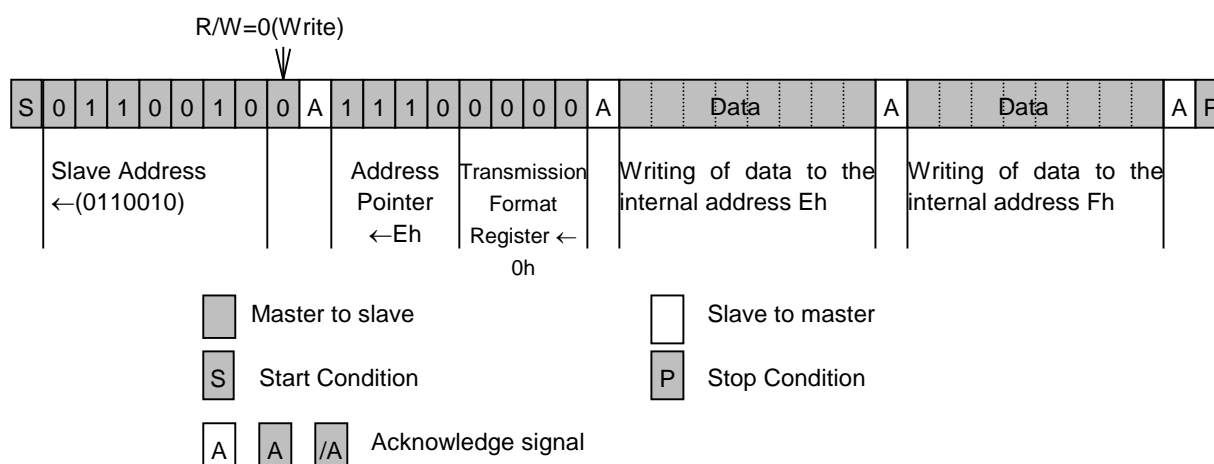 R/W=0(Write)
S 0 1 1 0 0 1 0 0 A 1 1 1 0 0 0 0 0 A Data A Data A P
Slave Address
←(0110010)
Address
Pointer
←Eh
Transmission
Format
Register ←
0h
Writing of data to the
internal address Eh
Writing of data to the
internal address Fh
Master to slave
Slave to master
S Start Condition
P Stop Condition
A A /A Acknowledge signal